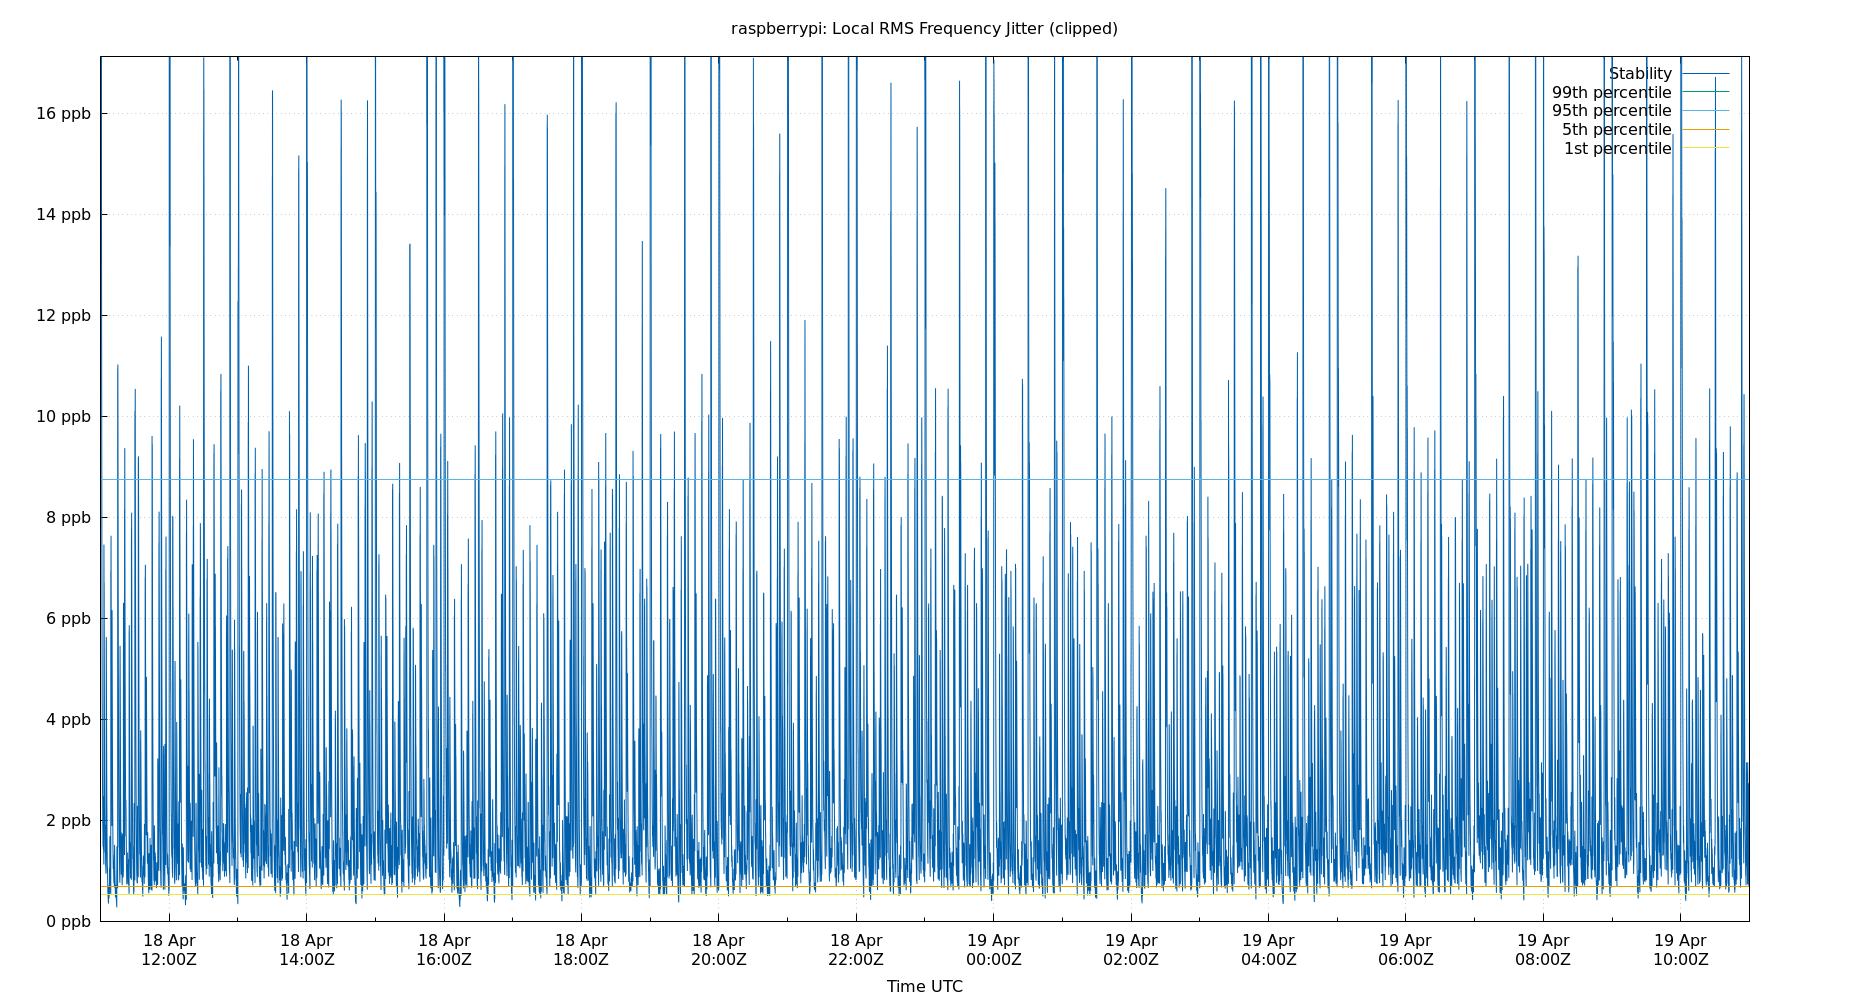 raspberrypi: Local RMS Frequency Jitter (clipped)
Stability
99th percentile
95th percentile
5th percentile
1st percentile
16 ppb
14 ppb
12 ppb
10 ppb
8 ppb
6 ppb
4 ppb
2 ppb
0 ppb
18 Apr 18 Apr 18 Apr 18 Apr 18 Apr 18 Apr 19 Apr 19 Apr 19 Apr 19 Apr 19 Apr 19 Apr
12:00Z 14:00Z 16:00Z 18:00Z 20:00Z 22:00Z 00:00Z 02:00Z 04:00Z 06:00Z 08:00Z 10:00Z
Time UTC